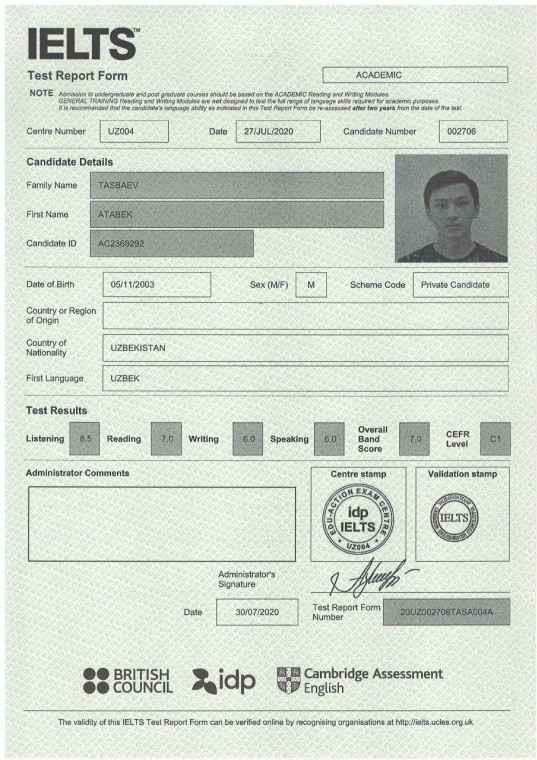 IELTS™
Test Report Form
ACADEMIC
NOTE Admission to undergraduate and post graduate courses should be based on the ACADEMIC Reading and Writing Modules.
GENERAL TRAINING Reading and Writing Modules are not designed to test the full range of language skills required for academic purposes.
It is recommended that the candidate's language ability as indicated in this Test Report Form be re-assessed after two years from the date of the test.
Centre Number UZ004 Date 27/JUL/2020 Candidate Number 002706
Candidate Details
Family Name TASBAEV
First Name ATABEK
Candidate ID AC2369292
Date of Birth 05/11/2003 Sex (M/F) M Scheme Code Private Candidate
Country or Region
of Origin
Country of
Nationality UZBEKISTAN
First Language UZBEK
Test Results
Listening 8.5 Reading 7.0 Writing 6.0 Speaking 6.0 Overall Band Score 7.0 CEFR Level C1
Administrator Comments
Centre stamp
EDU-ACTION EXAM CENTRE
idp
IELTS
UZ004
Validation stamp
IELTS
Administrator's
Signature
Date 30/07/2020
Test Report Form
Number 20UZ002706TASA004A
BRITISH
COUNCIL
idp
Cambridge Assessment
English
The validity of this IELTS Test Report Form can be verified online by recognising organisations at http://ielts.ucles.org.uk